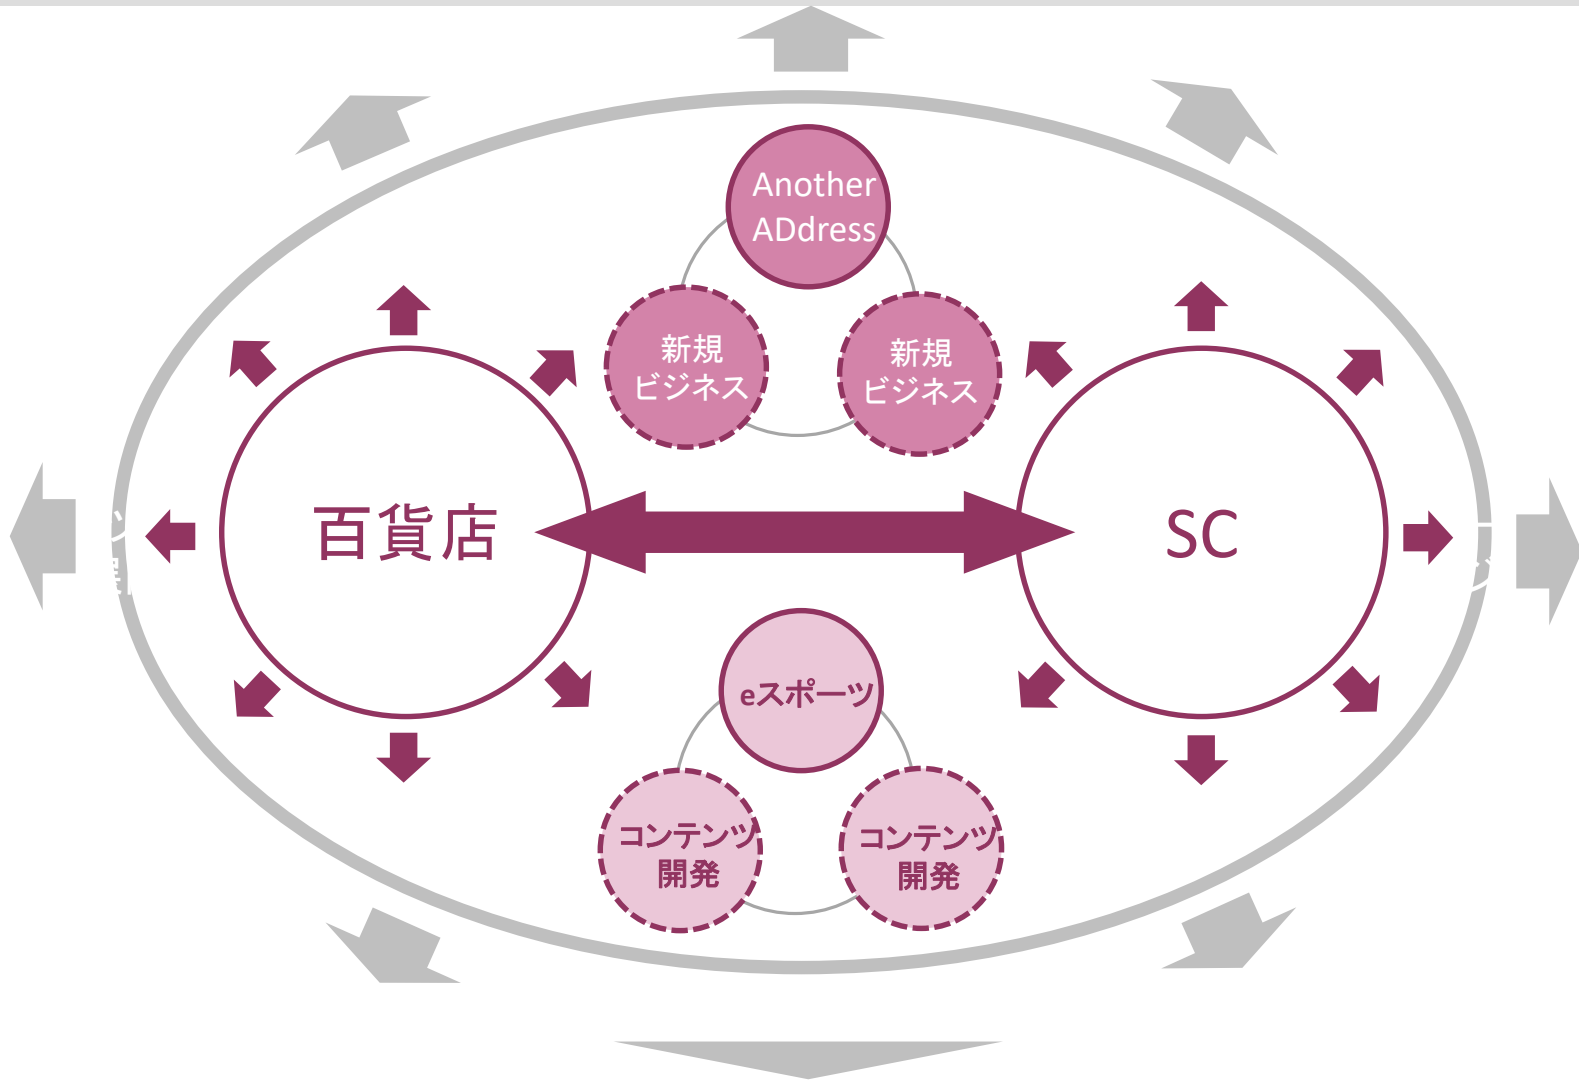 Another
ADdress
新規
ビジネス
新規
ビジネス
百貨店
SC
eスポーツ
コンテンツ
開発
コンテンツ
開発